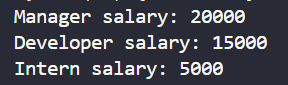 Manager salary: 20000
Developer salary: 15000
Intern salary: 5000